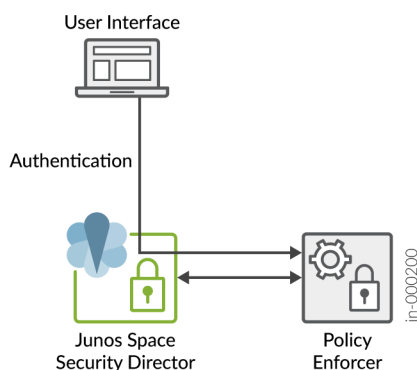 User Interface
Authentication
Junos Space
Security Director
Policy
Enforcer
jn-000200